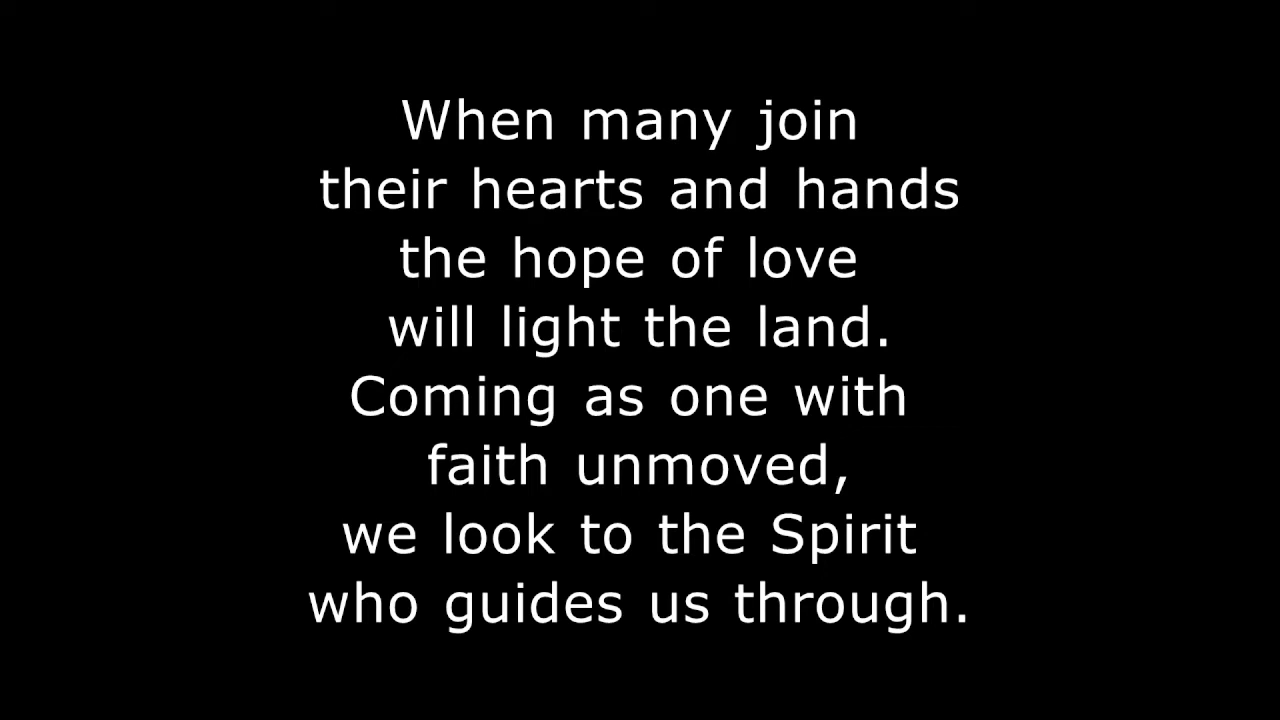 When many join
their hearts and hands
the hope of love
will light the land.
Coming as one with
faith unmoved,
we look to the Spirit
who guides us through.